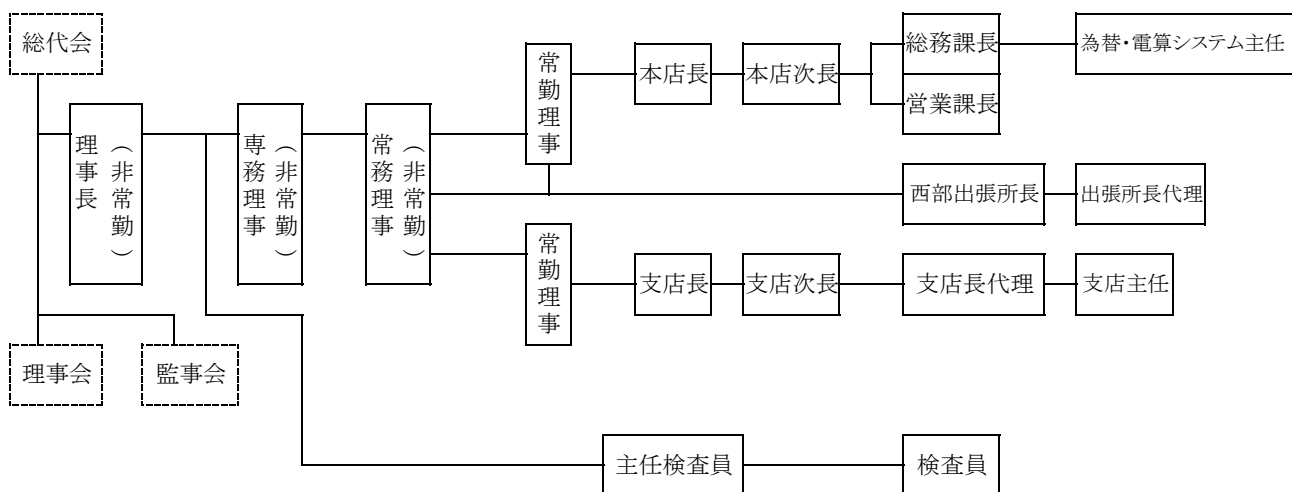 総代会
理事長
（非常勤）
専務理事
（非常勤）
常務理事
（非常勤）
常勤理事
本店長
本店次長
総務課長
為替・電算システム主任
営業課長
西部出張所長
出張所長代理
常勤理事
支店長
支店次長
支店長代理
支店主任
理事会
監事会
主任検査員
検査員